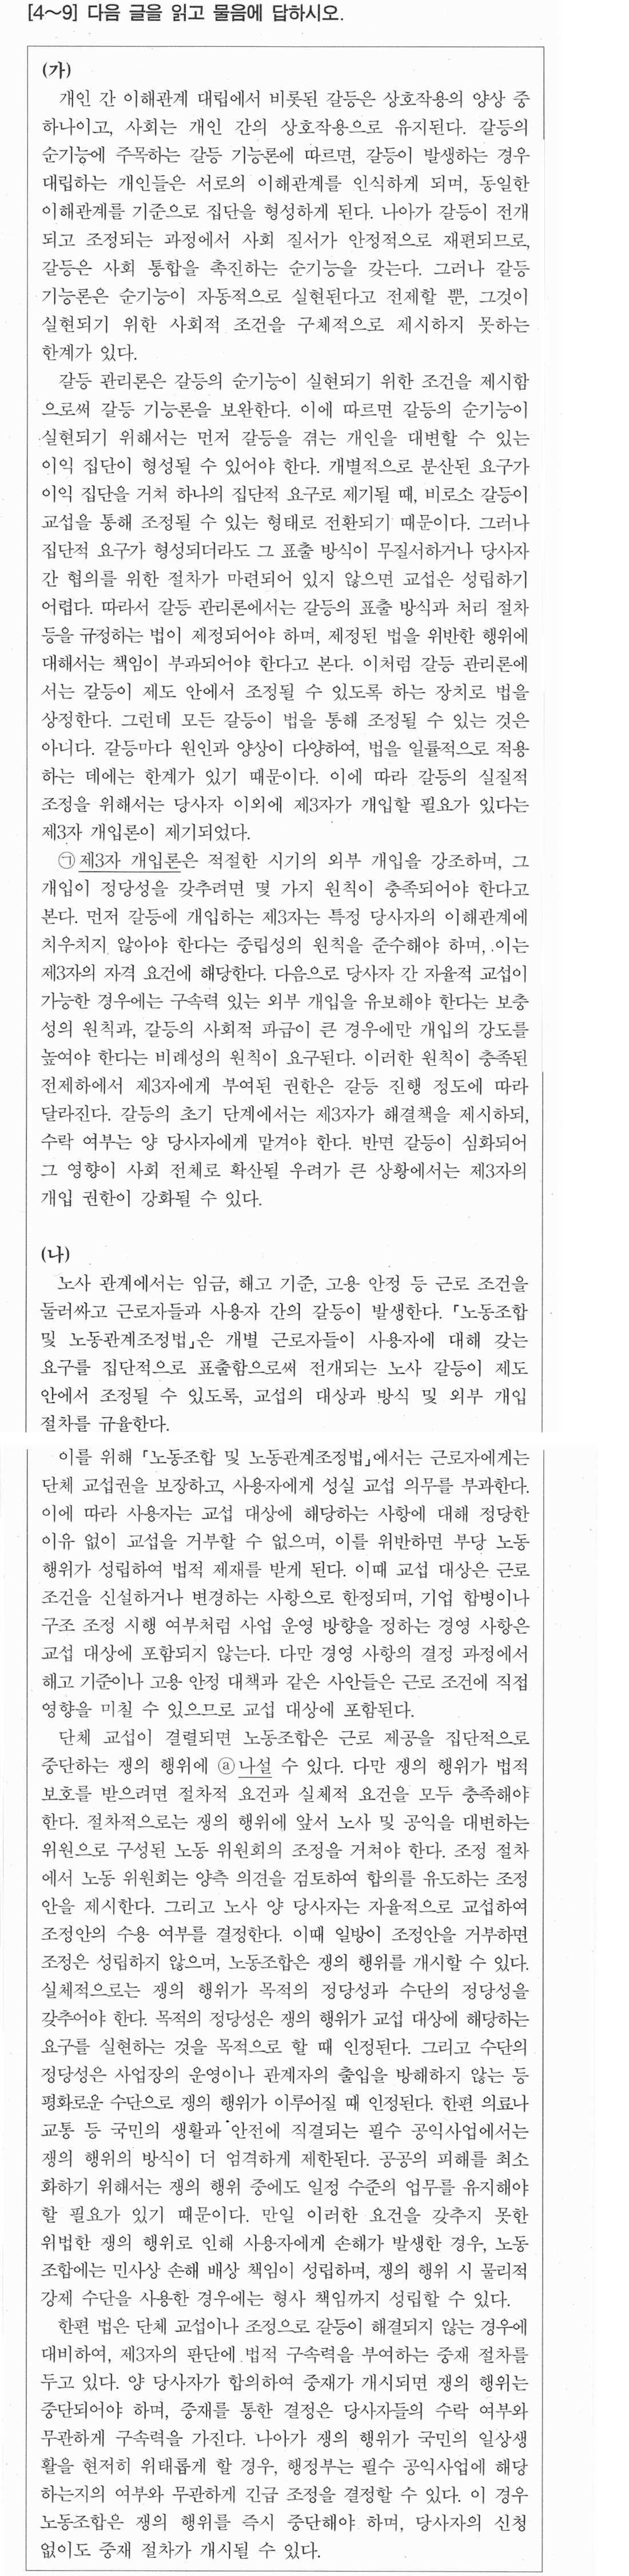 [4~9] 다음 글을 읽고 물음에 답하시오.
(가)
개인 간 이해관계 대립에서 비롯된 갈등은 상호작용의 양상 중
하나이고, 사회는 개인 간의 상호작용으로 유지된다. 갈등의
순기능에 주목하는 갈등 기능론에 따르면, 갈등이 발생하는 경우
대립하는 개인들은 서로의 이해관계를 인식하게 되며, 동일한
이해관계를 기준으로 집단을 형성하게 된다. 나아가 갈등이 전개
되고 조정되는 과정에서 사회 질서가 안정적으로 재편되므로,
갈등은 사회 통합을 촉진하는 순기능을 갖는다. 그러나 갈등
기능론은 순기능이 자동적으로 실현된다고 전제할 뿐, 그것이
실현되기 위한 사회적 조건을 구체적으로 제시하지 못하는
한계가 있다.
갈등 관리론은 갈등의 순기능이 실현되기 위한 조건을 제시함
으로써 갈등 기능론을 보완한다. 이에 따르면 갈등의 순기능이
실현되기 위해서는 먼저 갈등을 겪는 개인을 대변할 수 있는
이익 집단이 형성될 수 있어야 한다. 개별적으로 분산된 요구가
이익 집단을 거쳐 하나의 집단적 요구로 제기될 때, 비로소 갈등이
교섭을 통해 조정될 수 있는 형태로 전환되기 때문이다. 그러나
집단적 요구가 형성되더라도 그 표출 방식이 무질서하거나 당사자
간 협의를 위한 절차가 마련되어 있지 않으면 교섭은 성립하기
어렵다. 따라서 갈등 관리론에서는 갈등의 표출 방식과 처리 절차
등을 규정하는 법이 제정되어야 하며, 제정된 법을 위반한 행위에
대해서는 책임이 부과되어야 한다고 본다. 이처럼 갈등 관리론에
서는 갈등이 제도 안에서 조정될 수 있도록 하는 장치로 법을
상정한다. 그런데 모든 갈등이 법을 통해 조정될 수 있는 것은
아니다. 갈등마다 원인과 양상이 다양하여, 법을 일률적으로 적용
하는 데에는 한계가 있기 때문이다. 이에 따라 갈등의 실질적
조정을 위해서는 당사자 이외에 제3자가 개입할 필요가 있다는
제3자 개입론이 제기되었다.
㉠제3자 개입론은 적절한 시기의 외부 개입을 강조하며, 그
개입이 정당성을 갖추려면 몇 가지 원칙이 충족되어야 한다고
본다. 먼저 갈등에 개입하는 제3자는 특정 당사자의 이해관계에
치우치지 않아야 한다는 중립성의 원칙을 준수해야 하며, 이는
제3자의 자격 요건에 해당한다. 다음으로 당사자 간 자율적 교섭이
가능한 경우에는 구속력 있는 외부 개입을 유보해야 한다는 보충
성의 원칙과, 갈등의 사회적 파급이 큰 경우에만 개입의 강도를
높여야 한다는 비례성의 원칙이 요구된다. 이러한 원칙이 충족된
전제하에서 제3자에게 부여된 권한은 갈등 진행 정도에 따라
달라진다. 갈등의 초기 단계에서는 제3자가 해결책을 제시하되,
수락 여부는 양 당사자에게 맡겨야 한다. 반면 갈등이 심화되어
그 영향이 사회 전체로 확산될 우려가 큰 상황에서는 제3자의
개입 권한이 강화될 수 있다.
(나)
노사 관계에서는 임금, 해고 기준, 고용 안정 등 근로 조건을
둘러싸고 근로자들과 사용자 간의 갈등이 발생한다. 「노동조합
및 노동관계조정법」은 개별 근로자들이 사용자에 대해 갖는
요구를 집단적으로 표출함으로써 전개되는 노사 갈등이 제도
안에서 조정될 수 있도록, 교섭의 대상과 방식 및 외부 개입
절차를 규율한다.
이를 위해 「노동조합 및 노동관계조정법」에서는 근로자에게는
단체 교섭권을 보장하고, 사용자에게 성실 교섭 의무를 부과한다.
이에 따라 사용자는 교섭 대상에 해당하는 사항에 대해 정당한
이유 없이 교섭을 거부할 수 없으며, 이를 위반하면 부당 노동
행위가 성립하여 법적 제재를 받게 된다. 이때 교섭 대상은 근로
조건을 신설하거나 변경하는 사항으로 한정되며, 기업 합병이나
구조 조정 시행 여부처럼 사업 운영 방향을 정하는 경영 사항은
교섭 대상에 포함되지 않는다. 다만 경영 사항의 결정 과정에서
해고 기준이나 고용 안정 대책과 같은 사안들은 근로 조건에 직접
영향을 미칠 수 있으므로 교섭 대상에 포함된다.
단체 교섭이 결렬되면 노동조합은 근로 제공을 집단적으로
중단하는 쟁의 행위에 ⓐ나설 수 있다. 다만 쟁의 행위가 법적
보호를 받으려면 절차적 요건과 실체적 요건을 모두 충족해야
한다. 절차적으로는 쟁의 행위에 앞서 노사 및 공익을 대변하는
위원으로 구성된 노동 위원회의 조정을 거쳐야 한다. 조정 절차
에서 노동 위원회는 양측 의견을 검토하여 합의를 유도하는 조정
안을 제시한다. 그리고 노사 양 당사자는 자율적으로 교섭하여
조정안의 수용 여부를 결정한다. 이때 일방이 조정안을 거부하면
조정은 성립하지 않으며, 노동조합은 쟁의 행위를 개시할 수 있다.
실체적으로는 쟁의 행위가 목적의 정당성과 수단의 정당성을
갖추어야 한다. 목적의 정당성은 쟁의 행위가 교섭 대상에 해당하는
요구를 실현하는 것을 목적으로 할 때 인정된다. 그리고 수단의
정당성은 사업장의 운영이나 관계자의 출입을 방해하지 않는 등
평화로운 수단으로 쟁의 행위가 이루어질 때 인정된다. 한편 의료나
교통 등 국민의 생활과 안전에 직결되는 필수 공익사업에서는
쟁의 행위의 방식이 더 엄격하게 제한된다. 공공의 피해를 최소
화하기 위해서는 쟁의 행위 중에도 일정 수준의 업무를 유지해야
할 필요가 있기 때문이다. 만일 이러한 요건을 갖추지 못한
위법한 쟁의 행위로 인해 사용자에게 손해가 발생한 경우, 노동
조합에는 민사상 손해 배상 책임이 성립하며, 쟁의 행위 시 물리적
강제 수단을 사용한 경우에는 형사 책임까지 성립할 수 있다.
한편 법은 단체 교섭이나 조정으로 갈등이 해결되지 않는 경우에
대비하여, 제3자의 판단에 법적 구속력을 부여하는 중재 절차를
두고 있다. 양 당사자가 합의하여 중재가 개시되면 쟁의 행위는
중단되어야 하며, 중재를 통한 결정은 당사자들의 수락 여부와
무관하게 구속력을 가진다. 나아가 쟁의 행위가 국민의 일상생
활을 현저히 위태롭게 할 경우, 행정부는 필수 공익사업에 해당
하는지의 여부와 무관하게 긴급 조정을 결정할 수 있다. 이 경우
노동조합은 쟁의 행위를 즉시 중단해야 하며, 당사자의 신청
없이도 중재 절차가 개시될 수 있다.